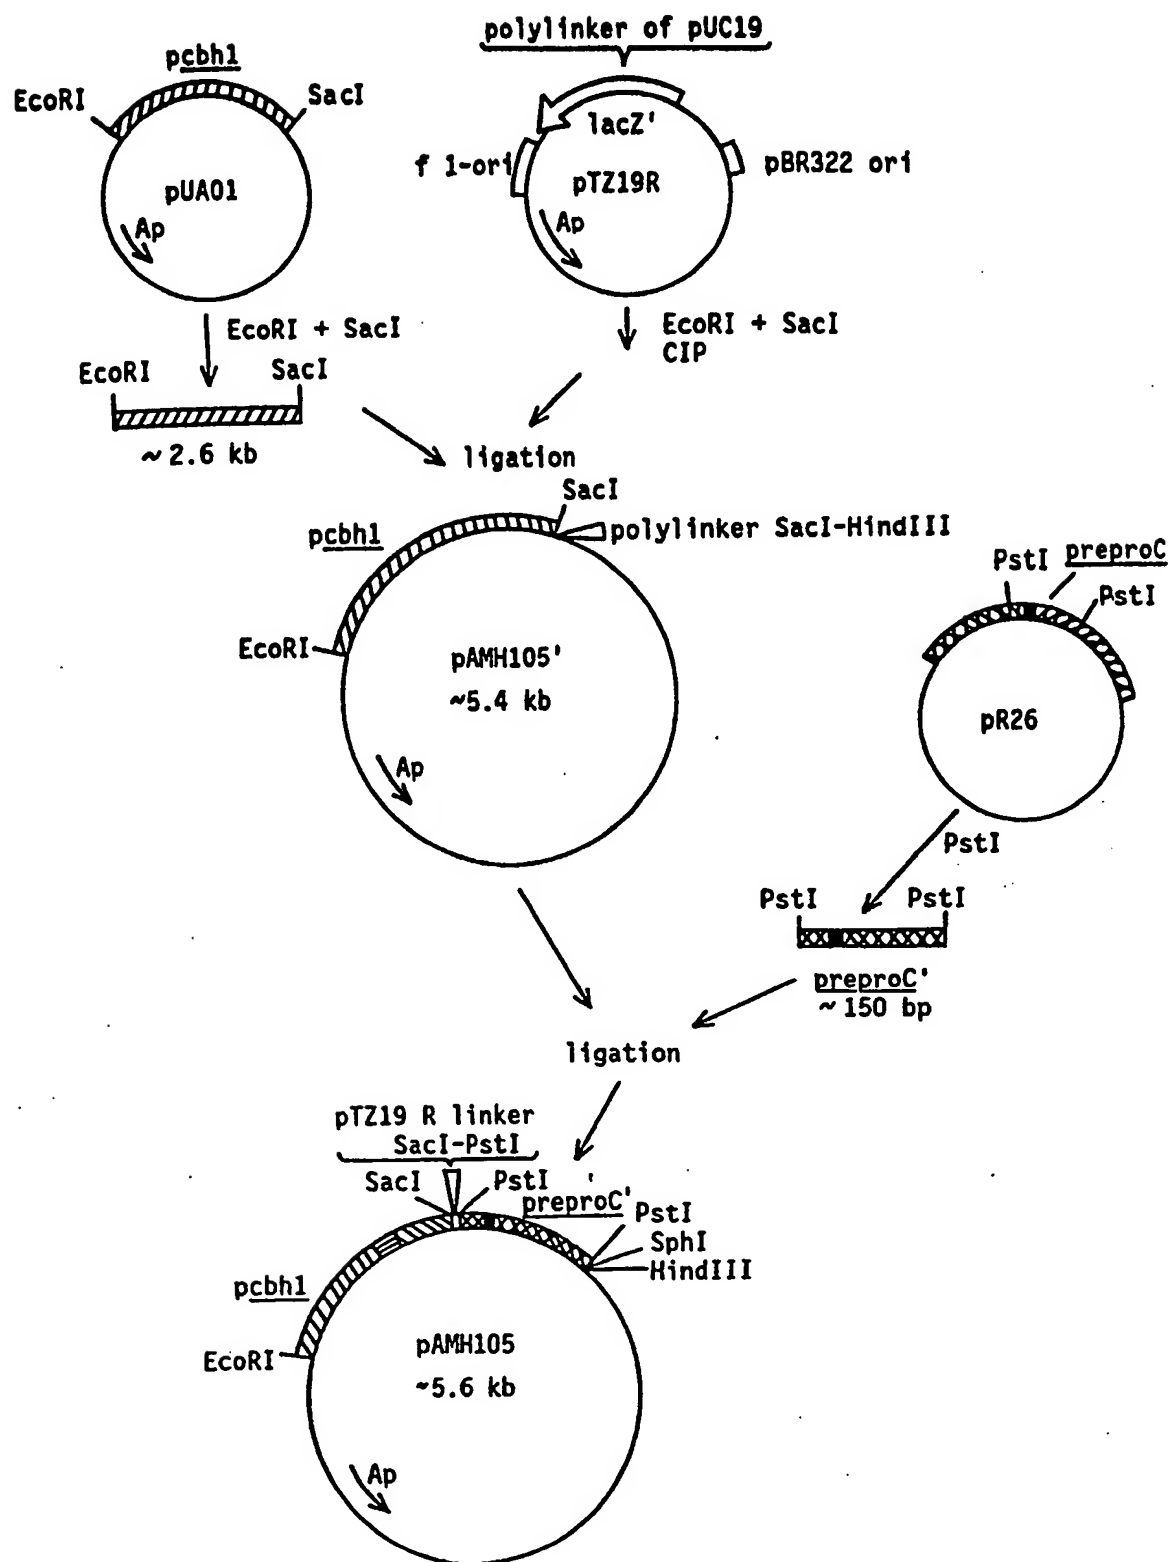 polylinker of pUC19
pcbh1
EcoRI
SacI
lacZ'
f 1-ori
pBR322 ori
pUA01
pTZ19R
Ap
Ap
EcoRI + SacI
EcoRI + SacI
CIP
EcoRI
SacI
~2.6 kb
ligation
SacI
pcbh1
polylinker SacI-HindIII
PstI
preproC
PstI
EcoRI
pAMH105'
~5.4 kb
pR26
Ap
PstI
PstI
PstI
preproC'
~150 bp
ligation
pTZ19 R linker
SacI-PstI
SacI
PstI
preproC'
PstI
SphI
HindIII
pcbh1
EcoRI
pAMH105
~5.6 kb
Ap